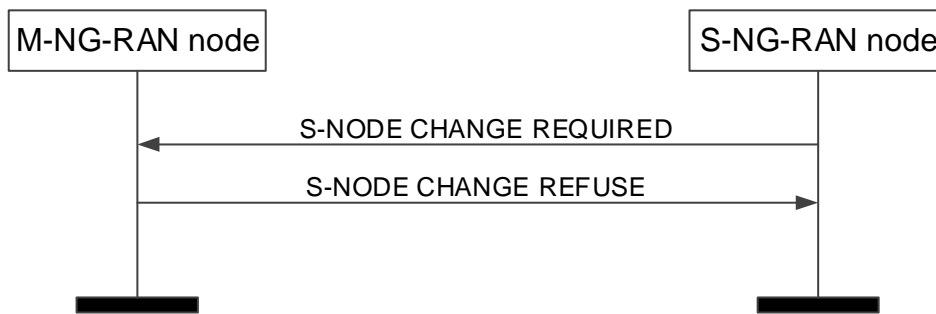 M-NG-RAN node
S-NG-RAN node
S-NODE CHANGE REQUIRED
S-NODE CHANGE REFUSE